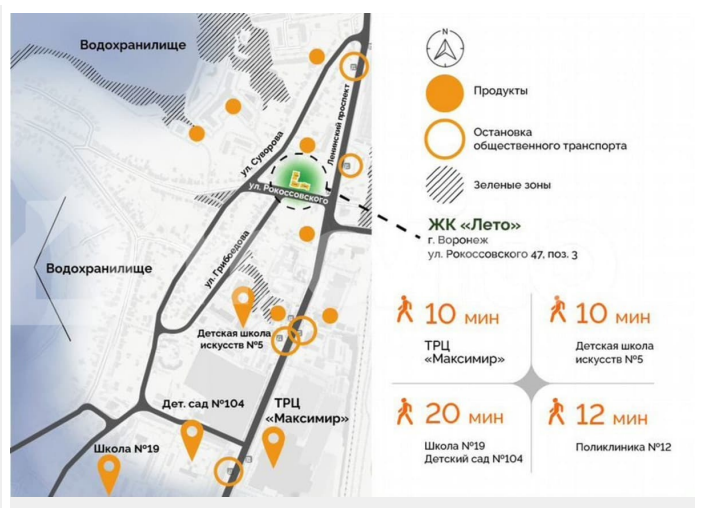 Водохранилище
Ленинский проспект
ул. Суворова
ул. Рокоссовского
ул. Грибоедова
Водохранилище
Детская школа
искусств №5
Дет. сад №104
ТРЦ
«Максимир»
Школа №19
N
Продукты
Остановка
общественного транспорта
Зеленые зоны
ЖК «Лето»
г. Воронеж
ул. Рокоссовского 47, поз. 3
10 мин
ТРЦ
«Максимир»
10 мин
Детская школа
искусств №5
20 мин
Школа №19
Детский сад №104
12 мин
Поликлиника №12